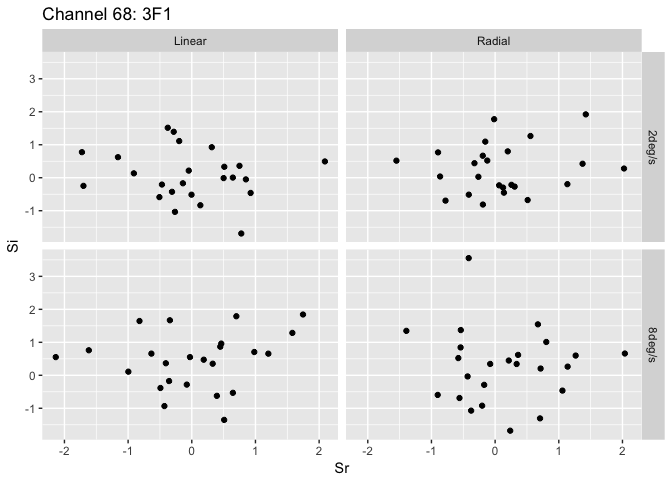 Channel 68: 3F1
Linear
Radial
3
2
1
0
-1
2deg/s
Si
3
2
1
0
-1
8deg/s
-2 -1 0 1 2 -2 -1 0 1 2
Sr